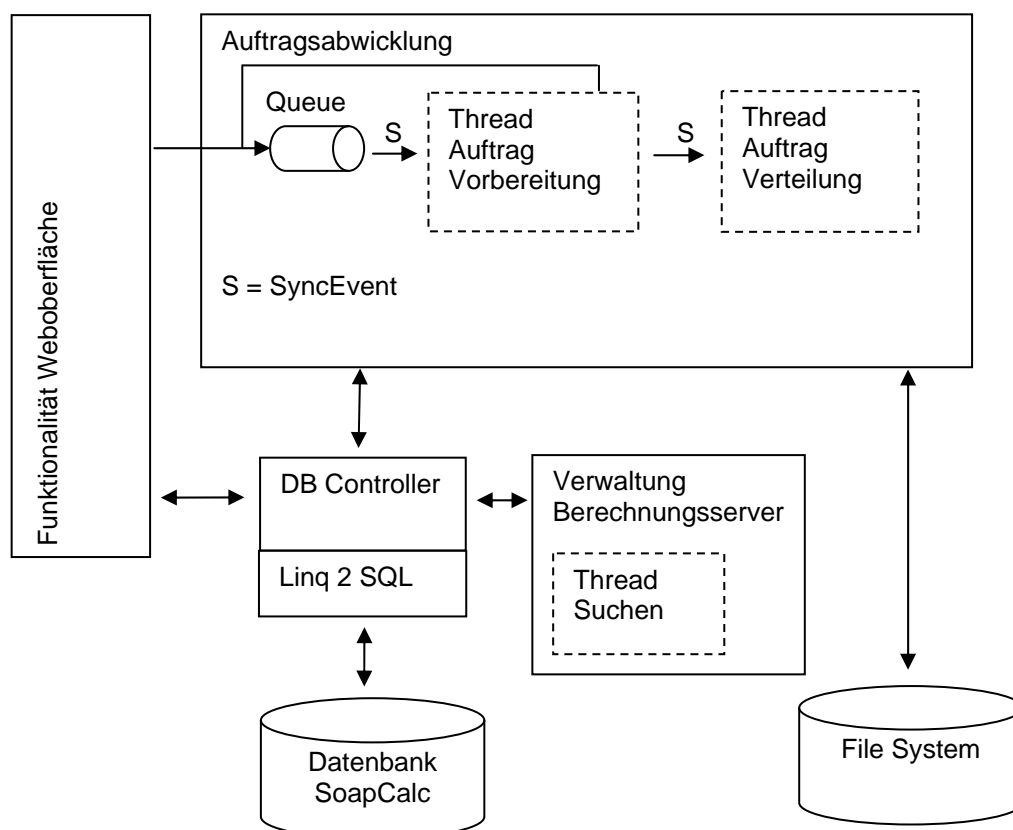 Auftragsabwicklung
Queue
S
Thread
Auftrag
Vorbereitung
S
Thread
Auftrag
Verteilung
S = SyncEvent
Funktionalität Weboberfläche
DB Controller
Linq 2 SQL
Verwaltung
Berechnungsserver
Thread
Suchen
Datenbank
SoapCalc
File System